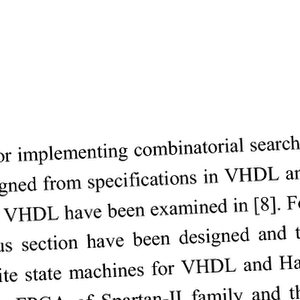 or implementing combinatorial search
gned from specifications in VHDL an
VHDL have been examined in [8]. Fo
us section have been designed and t
ite state machines for VHDL and Ha
FPGA of Spartan-II family and th